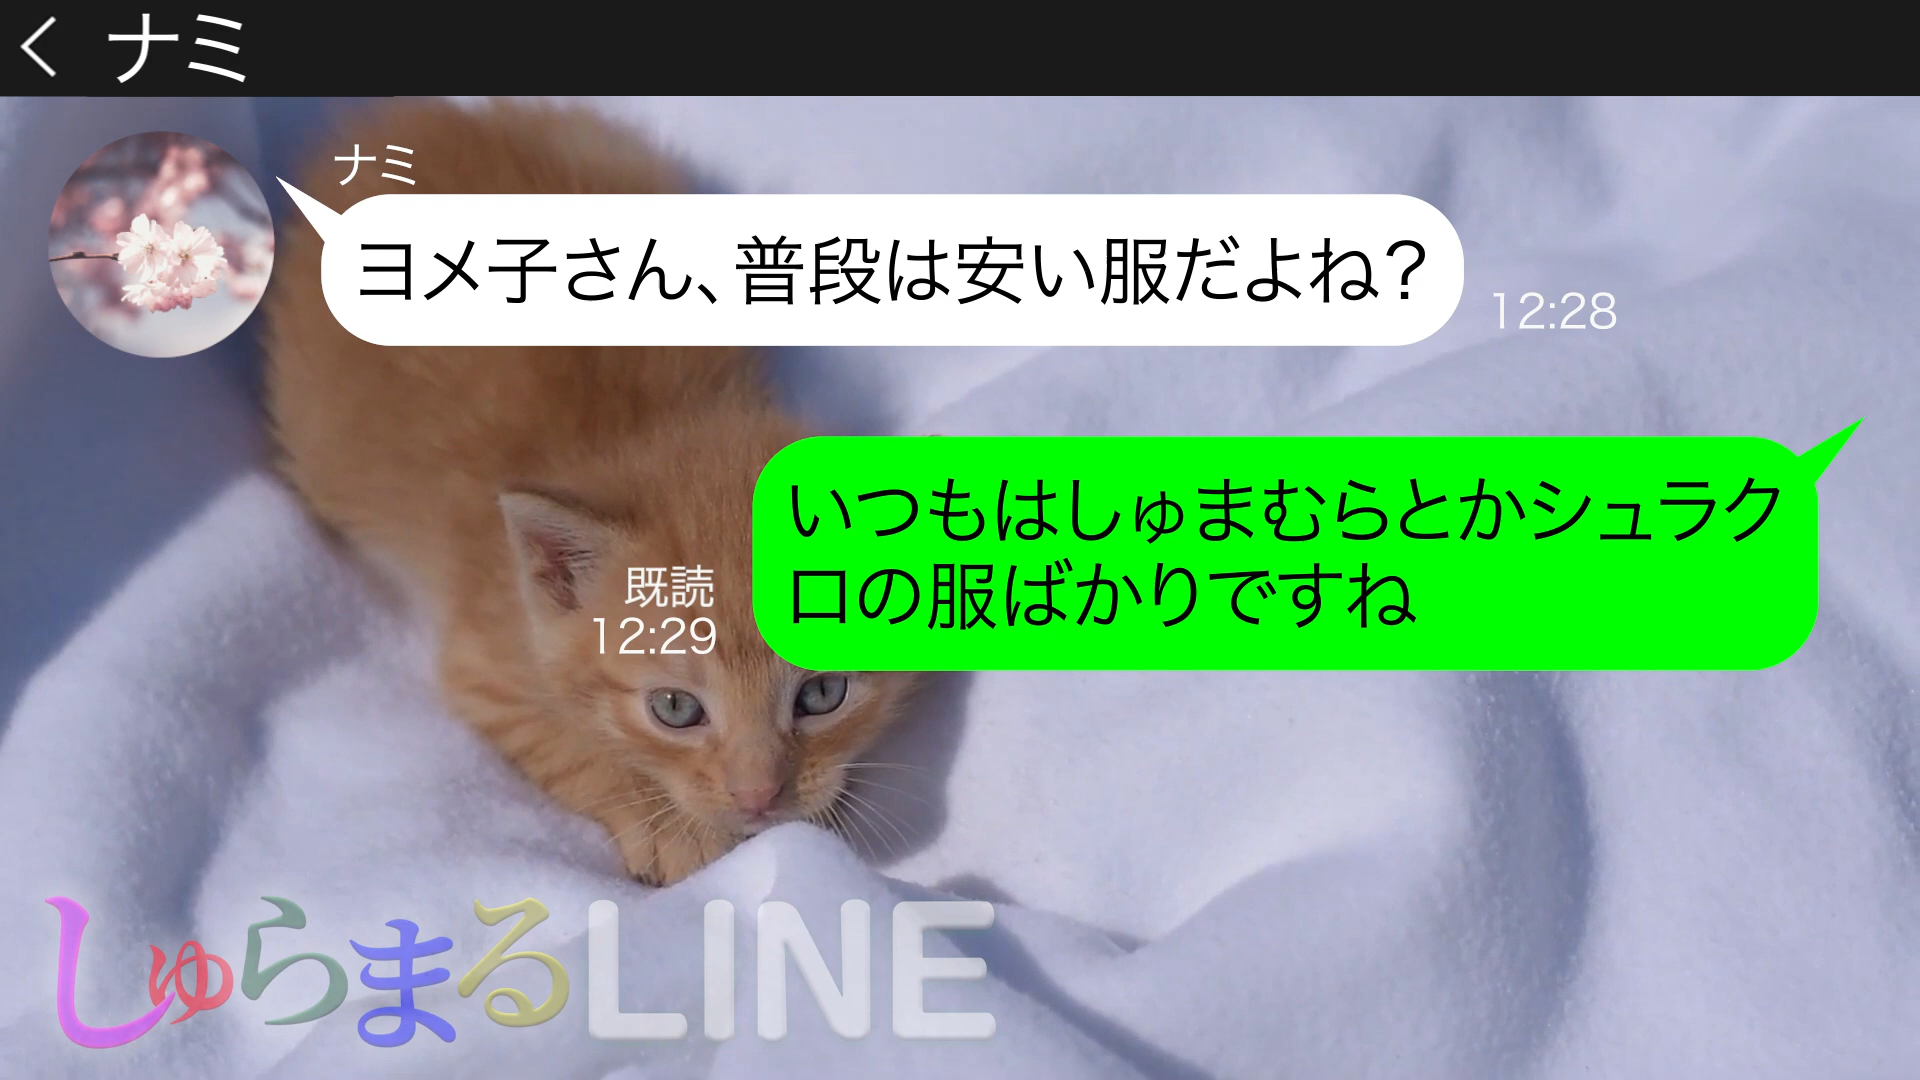 ナミ
ナミ
ヨメ子さん、普段は安い服だよね？
12:28
いつもはしゅまむらとかシュラク
ロの服ばかりですね
既読
12:29
しゅらまるLINE